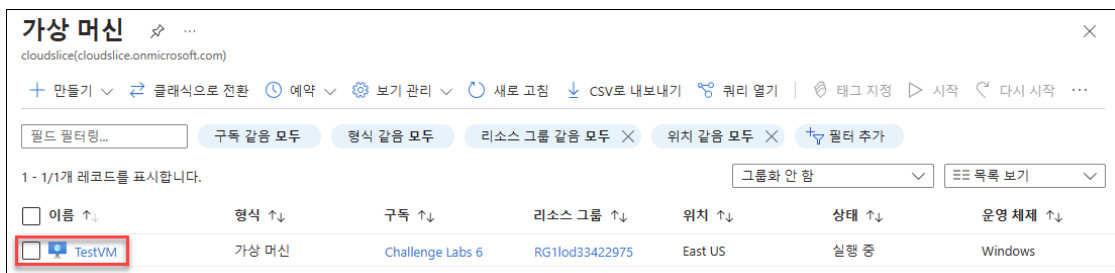 가상 머신
cloudslice(cloudslice.onmicrosoft.com)
만들기 클래식으로 전환 예약 보기 관리 새로 고침 CSV로 내보내기 쿼리 열기 태그 지정 시작 다시 시작 ...
필드 필터링... 구독 같음 모두 형식 같음 모두 리소스 그룹 같음 모두 위치 같음 모두 필터 추가
1 - 1/1개 레코드를 표시합니다. 그룹화 안 함 목록 보기
이름 형식 구독 리소스 그룹 위치 상태 운영 체제
TestVM 가상 머신 Challenge Labs 6 RG1lod33422975 East US 실행 중 Windows